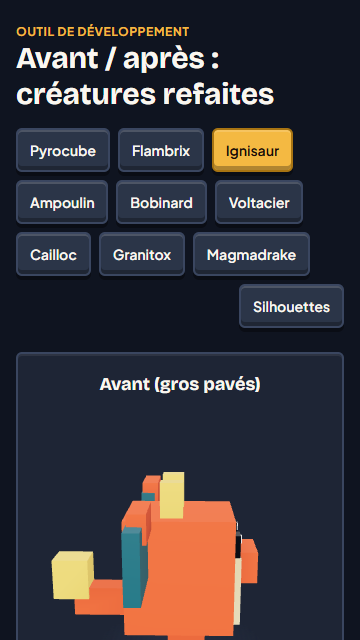 OUTIL DE DÉVELOPPEMENT
Avant / après :
créatures refaites
Pyrocube
Flambrix
Ignisaur
Ampoulin
Bobinard
Voltacier
Cailloc
Granitox
Magmadrake
Silhouettes
Avant (gros pavés)